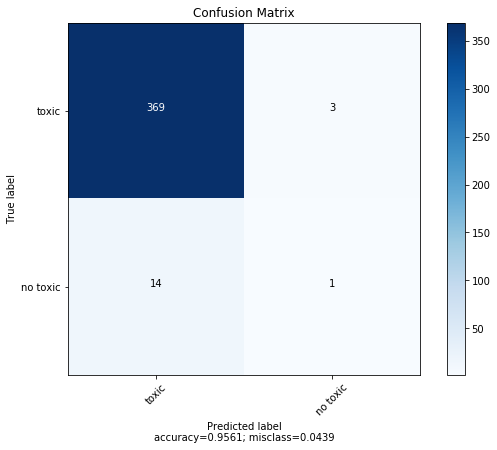 Confusion Matrix
True label
toxic
369
3
no toxic
14
1
toxic
no toxic
Predicted label
accuracy=0.9561; misclass=0.0439
350
300
250
200
150
100
50